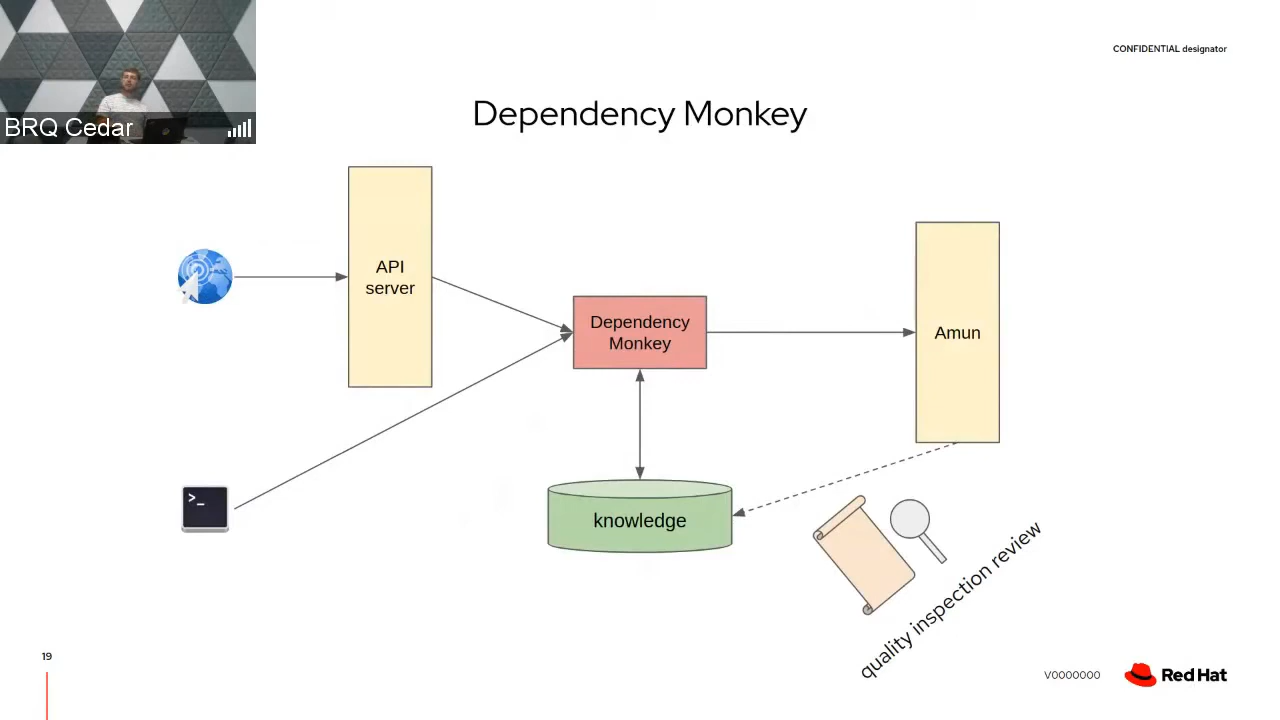 BRQ Cedar
CONFIDENTIAL designator
Dependency Monkey
API
server
Dependency
Monkey
Amun
>_
knowledge
quality inspection review
19
V0000000
Red Hat